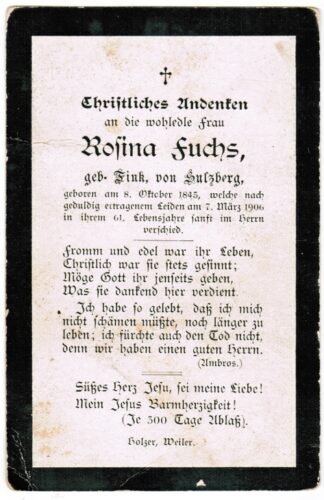 Christliches Andenken
an die wohledle Frau
Rosina Fuchs,
geb. Fink, von Sulzberg,
geboren am 8. Oktober 1845, welche nach
geduldig ertragenem Leiden am 7. März 1906
in ihrem 61. Lebensjahre sanft im Herrn
verschied.
Fromm und edel war ihr Leben,
Christlich war sie stets gesinnt;
Möge Gott ihr jenseits geben,
Was sie dankend hier verdient.
Ich habe so gelebt, daß ich mich
nicht schämen müßte, noch länger zu
leben; ich fürchte auch den Tod nicht,
denn wir haben einen guten Herrn.
(Ambros.)
Süßes Herz Jesu, sei meine Liebe!
Mein Jesus Barmherzigkeit!
(Je 300 Tage Ablaß).
Holzer, Weiler.